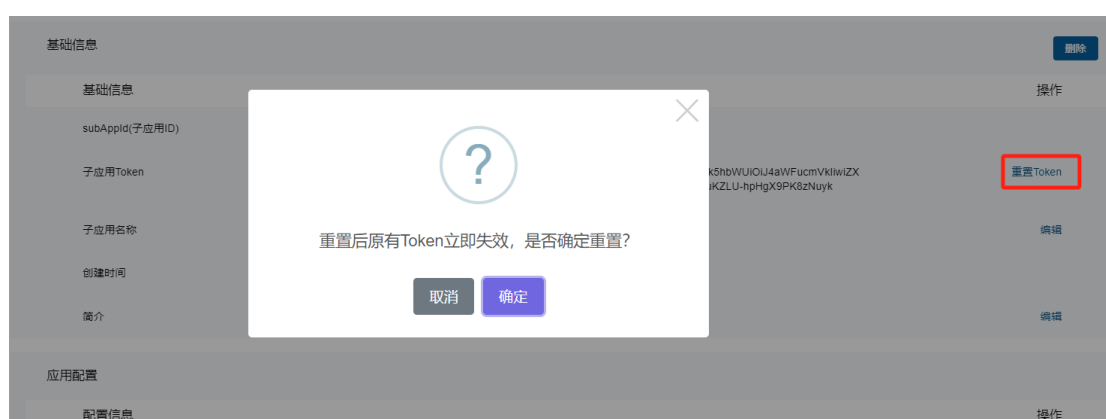 基础信息
删除
基础信息
操作
subAppId(子应用ID)
?
子应用Token
k5hbWUiOiJ4aWFucmVkIiwiZX
重置Token
iKZLU-hpHgX9PK8zNuyk
子应用名称
重置后原有Token立即失效，是否确定重置？
编辑
创建时间
取消
确定
简介
编辑
应用配置
配置信息
操作